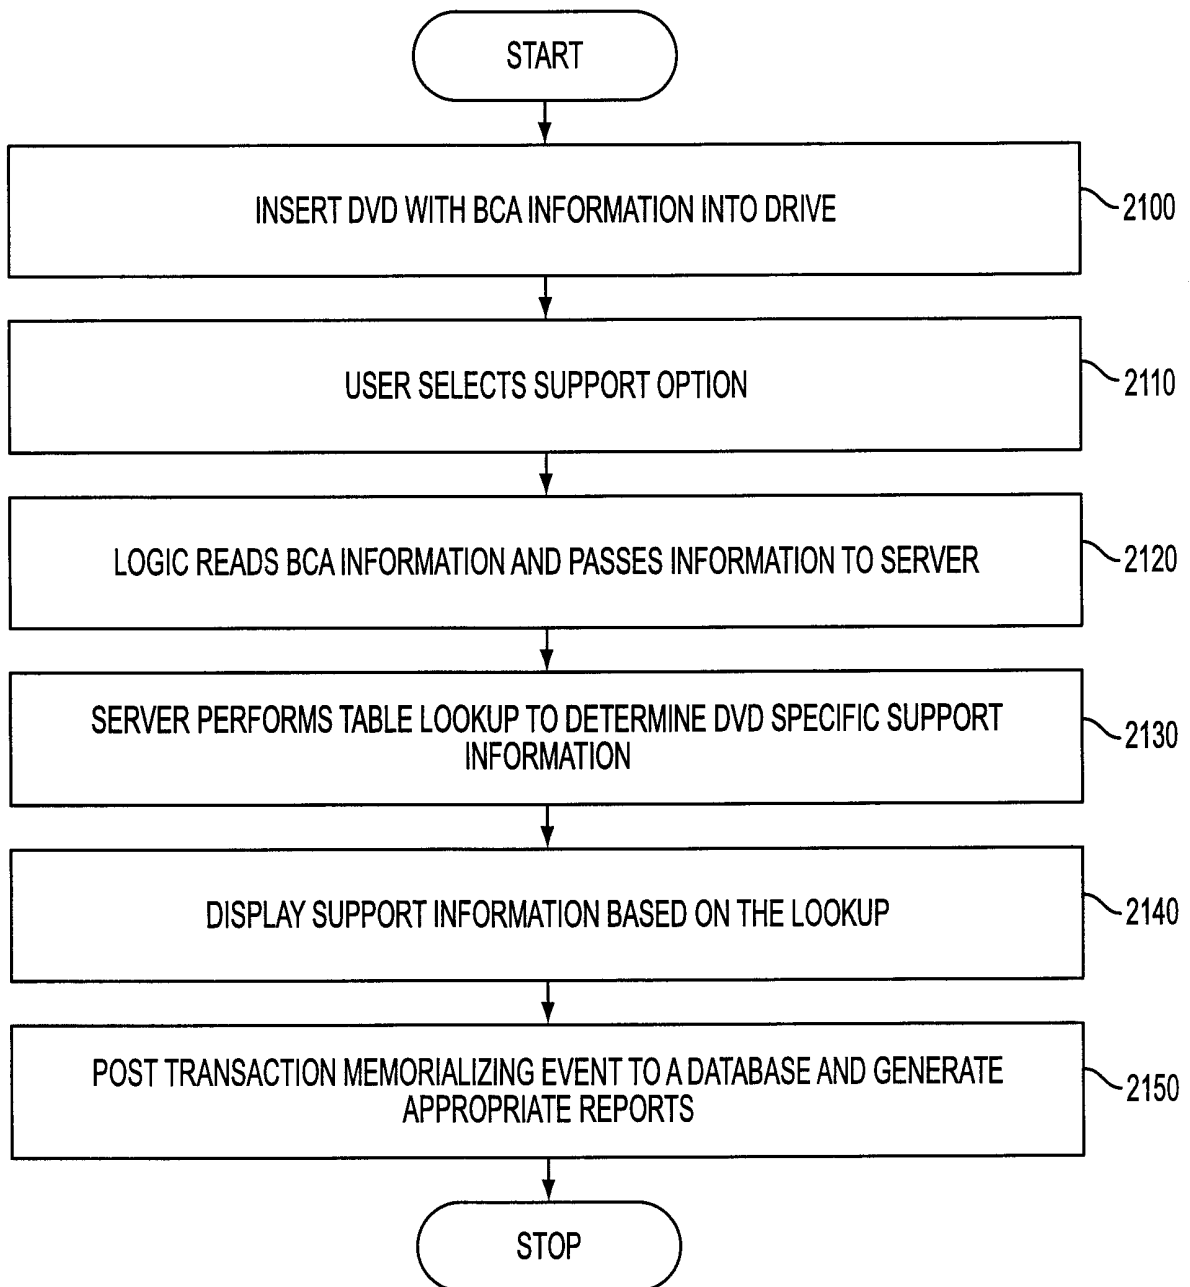 START
INSERT DVD WITH BCA INFORMATION INTO DRIVE
2100
USER SELECTS SUPPORT OPTION
2110
LOGIC READS BCA INFORMATION AND PASSES INFORMATION TO SERVER
2120
SERVER PERFORMS TABLE LOOKUP TO DETERMINE DVD SPECIFIC SUPPORT
INFORMATION
2130
DISPLAY SUPPORT INFORMATION BASED ON THE LOOKUP
2140
POST TRANSACTION MEMORIALIZING EVENT TO A DATABASE AND GENERATE
APPROPRIATE REPORTS
2150
STOP